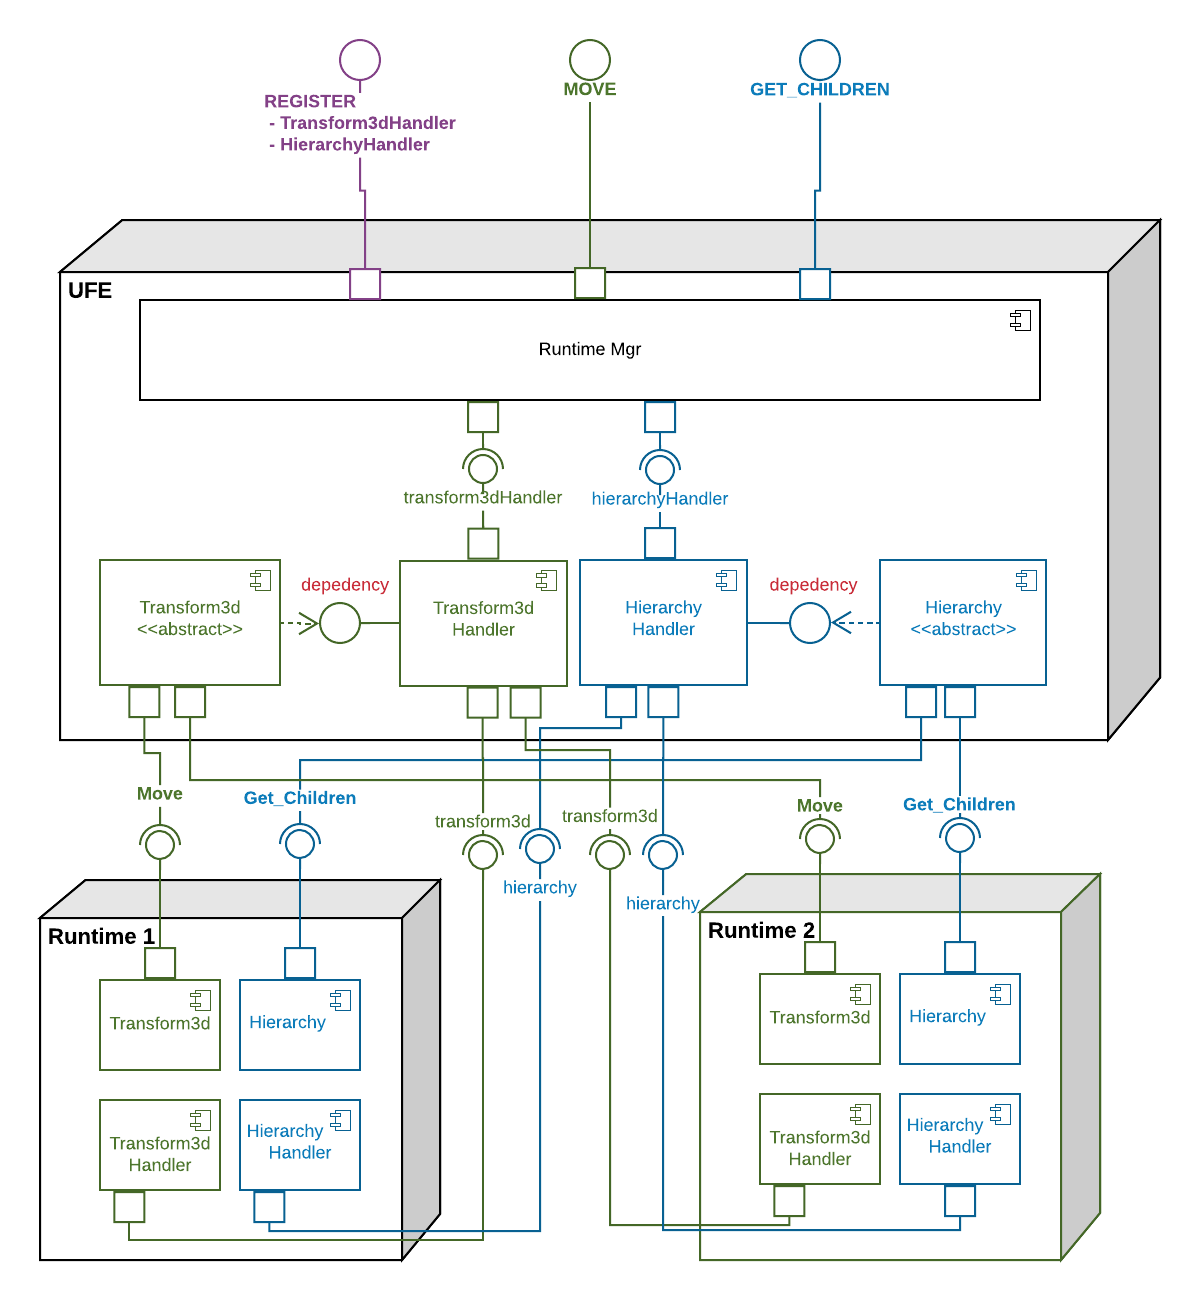 REGISTER
- Transform3dHandler
- HierarchyHandler
MOVE
GET_CHILDREN
UFE
Runtime Mgr
transform3dHandler
hierarchyHandler
Transform3d
<<abstract>>
depedency
Transform3d
Handler
Hierarchy
Handler
depedency
Hierarchy
<<abstract>>
Move
Get_Children
transform3d
hierarchy
transform3d
hierarchy
Move
Get_Children
Runtime 1
Transform3d
Hierarchy
Transform3d
Handler
Hierarchy
Handler
Runtime 2
Transform3d
Hierarchy
Transform3d
Handler
Hierarchy
Handler